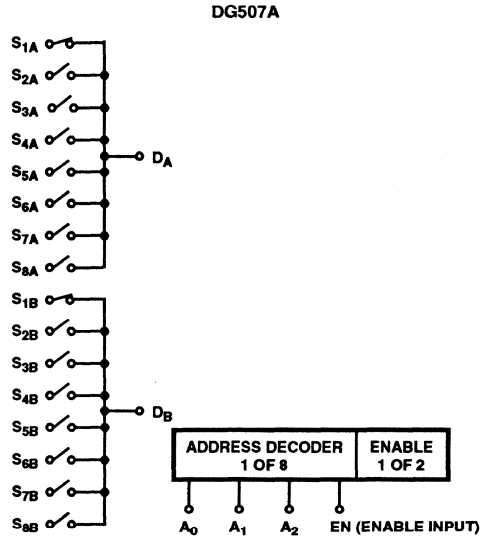 DG507A
S1A
S2A
S3A
S4A
DA
S5A
S6A
S7A
S8A
S1B
S2B
S3B
S4B
DB
S5B
S6B
S7B
S8B
ADDRESS DECODER
1 OF 8
ENABLE
1 OF 2
A0
A1
A2
EN (ENABLE INPUT)